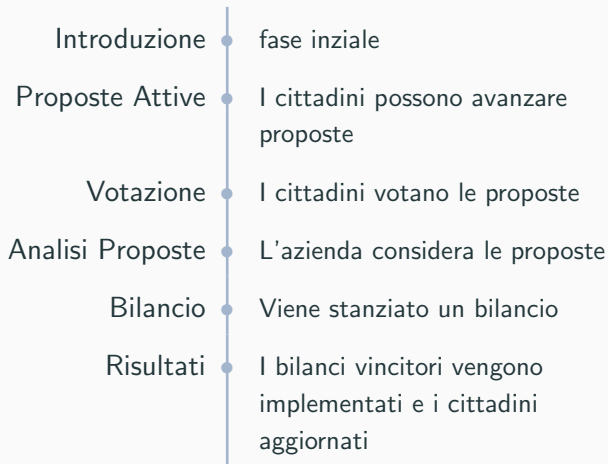 Introduzione fase inziale
Proposte Attive I cittadini possono avanzare
proposte
Votazione I cittadini votano le proposte
Analisi Proposte L'azienda considera le proposte
Bilancio Viene stanziato un bilancio
Risultati I bilanci vincitori vengono
implementati e i cittadini
aggiornati